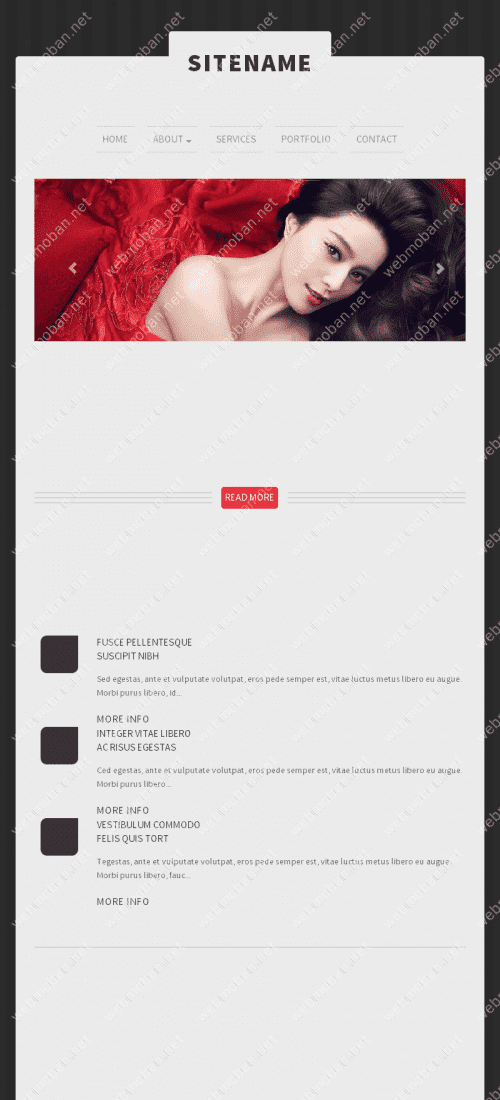 SITENAME
HOME
ABOUT
SERVICES
PORTFOLIO
CONTACT
READ MORE
FUSCE PELLENTESQUE
SUSCIPIT NIBH
Sed egestas, ante et vulputate volutpat, eros pede semper est, vitae luctus metus libero eu augue.
Morbi purus libero, id...
MORE INFO
INTEGER VITAE LIBERO
AC RISUS EGESTAS
Ced egestas, ante et vulputate volutpat, eros pede semper est, vitae luctus metus libero eu augue.
Morbi purus libero...
MORE INFO
VESTIBULUM COMMODO
FELIS QUIS TORT
Tegestas, ante et vulputate volutpat, eros pede semper est, vitae luctus metus libero eu augue.
Morbi purus libero, fauc...
MORE INFO
webmoban.net